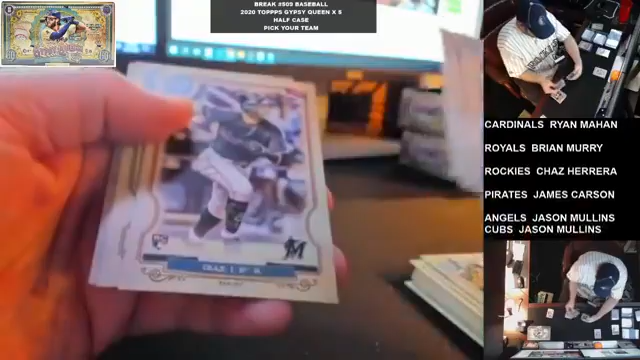 BREAK #909 BASEBALL
2020 TOPPPS GYPSY QUEEN X 5
HALF CASE
PICK YOUR TEAM
CARDINALS RYAN MAHAN
ROYALS BRIAN MURRY
ROCKIES CHAZ HERRERA
PIRATES JAMES CARSON
ANGELS JASON MULLINS
CUBS JASON MULLINS
RC
M